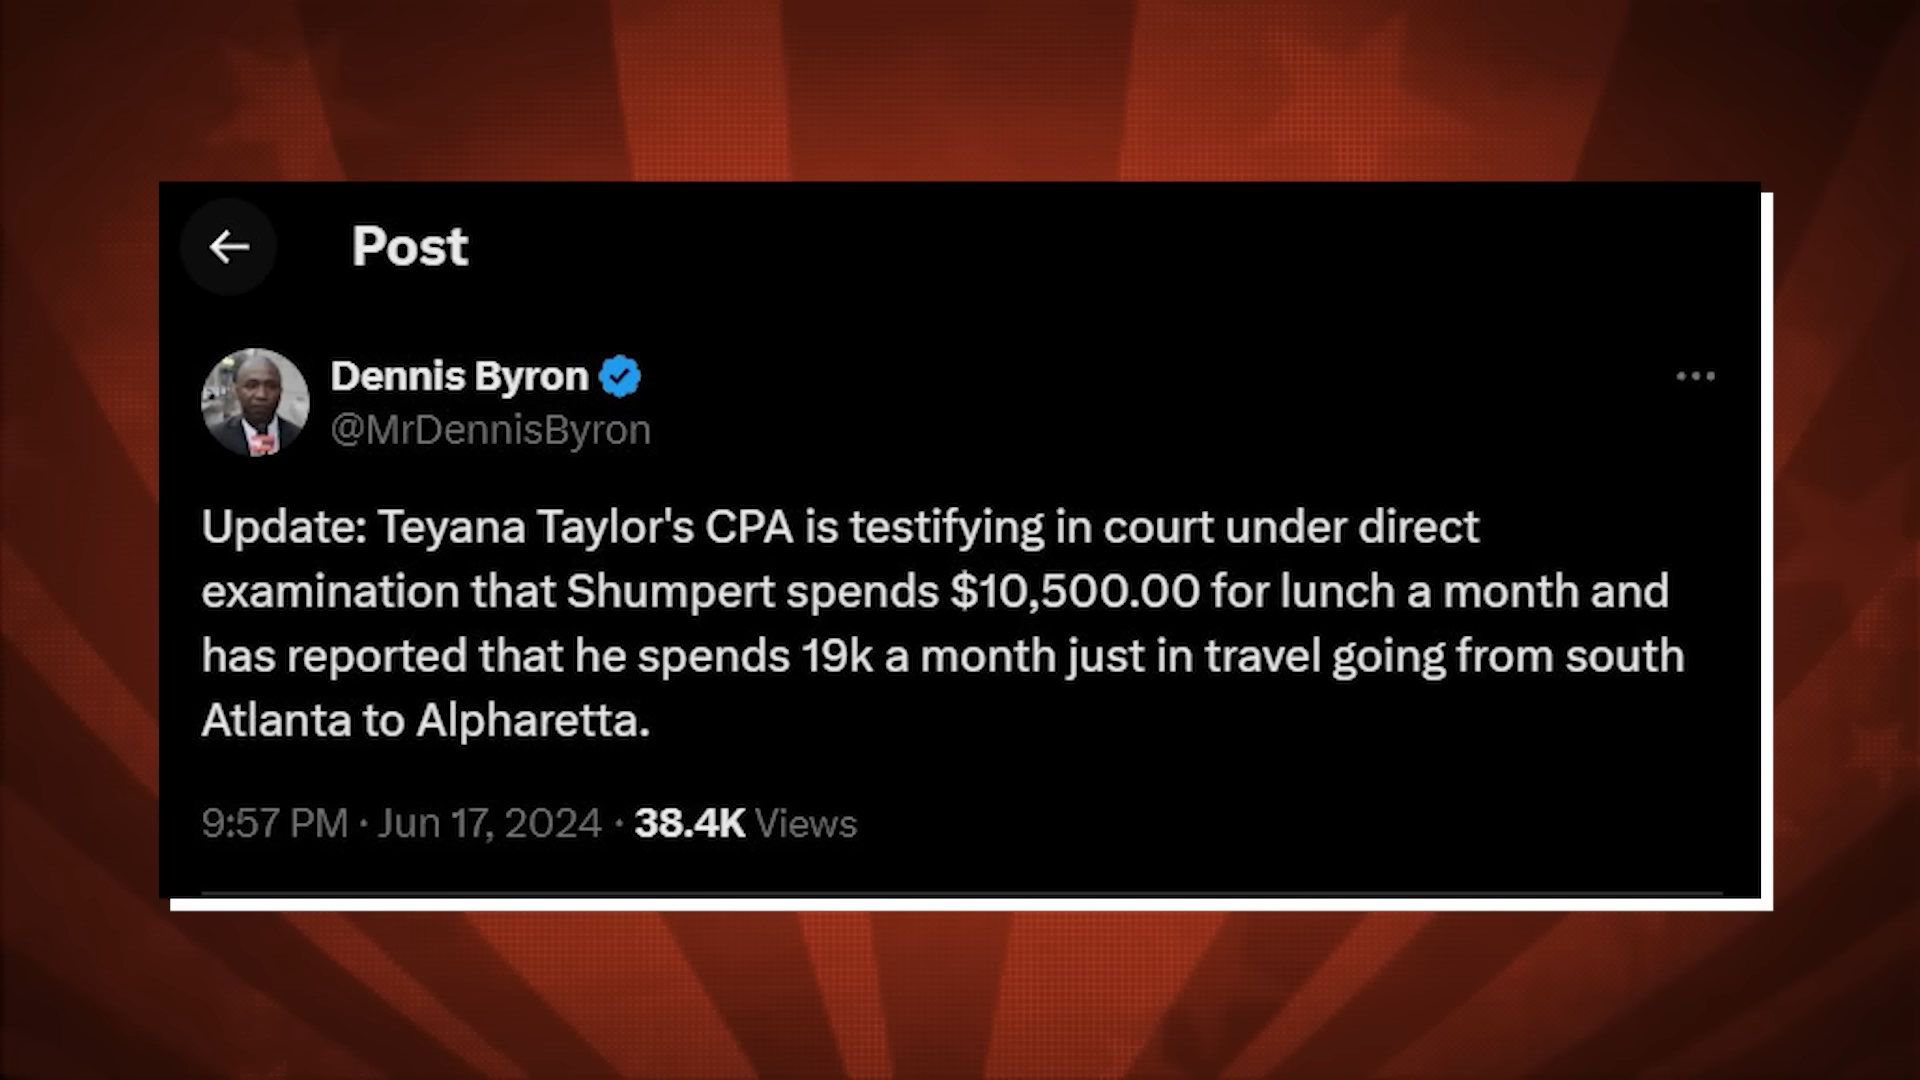 Post
Dennis Byron
@MrDennisByron
Update: Teyana Taylor's CPA is testifying in court under direct
examination that Shumpert spends $10,500.00 for lunch a month and
has reported that he spends 19k a month just in travel going from south
Atlanta to Alpharetta.
9:57 PM · Jun 17, 2024 · 38.4K Views